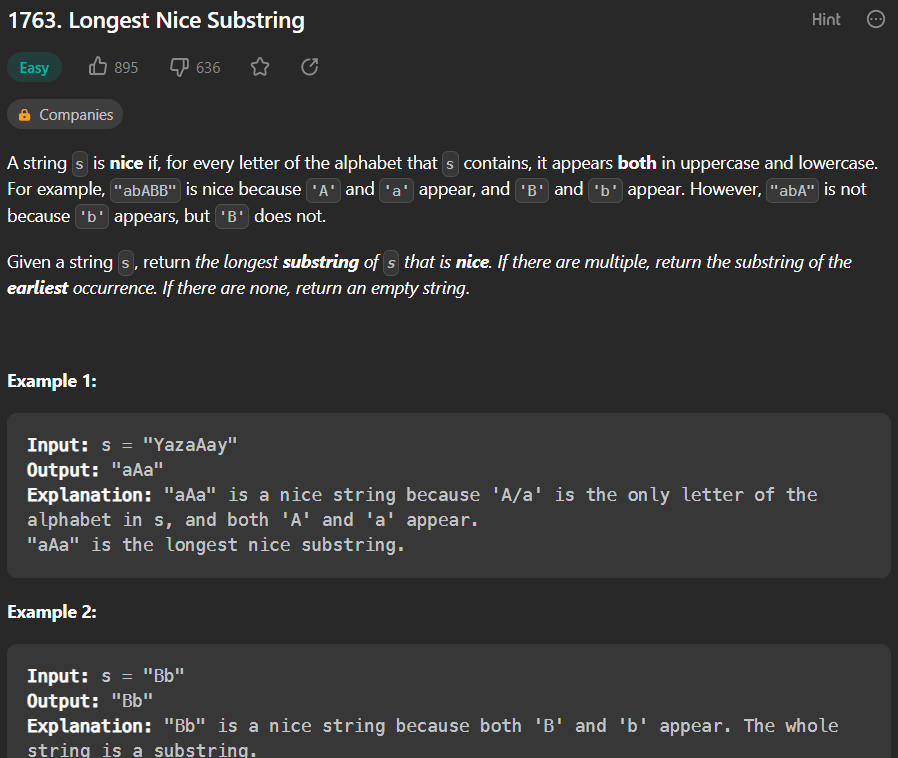 1763. Longest Nice Substring
Hint
Easy
895
636
Companies
A string s is nice if, for every letter of the alphabet that s contains, it appears both in uppercase and lowercase.
For example, "abABB" is nice because 'A' and 'a' appear, and 'B' and 'b' appear. However, "abA" is not
because 'b' appears, but 'B' does not.
Given a string s, return the longest substring of s that is nice. If there are multiple, return the substring of the
earliest occurrence. If there are none, return an empty string.
Example 1:
Input: s = "YazaAay"
Output: "aAa"
Explanation: "aAa" is a nice string because 'A/a' is the only letter of the
alphabet in s, and both 'A' and 'a' appear.
"aAa" is the longest nice substring.
Example 2:
Input: s = "Bb"
Output: "Bb"
Explanation: "Bb" is a nice string because both 'B' and 'b' appear. The whole
string is a substring.